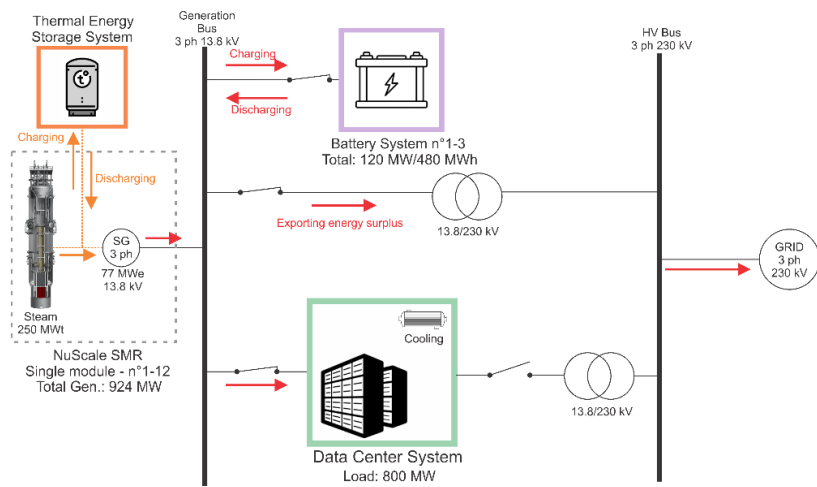 Thermal Energy
Storage System
t°
Charging
Discharging
Steam
250 MWt
SG
3 ph
77 MWe
13.8 kV
NuScale SMR
Single module - n°1-12
Total Gen.: 924 MW
Generation
Bus
3 ph 13.8 kV
Charging
Discharging
Battery System n°1-3
Total: 120 MW/480 MWh
Exporting energy surplus
13.8/230 kV
Cooling
Data Center System
Load: 800 MW
13.8/230 kV
HV Bus
3 ph 230 kV
GRID
3 ph
230 kV